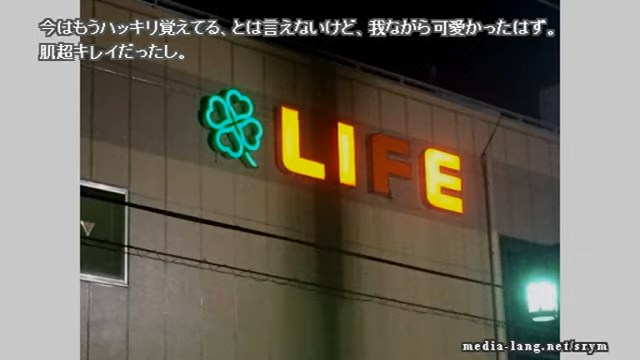 今はもうハッキリ覚えてる、とは言えないけど、我ながら可愛かったはず。
肌超キレイだったし。
LIFE
media-lang.net/srym